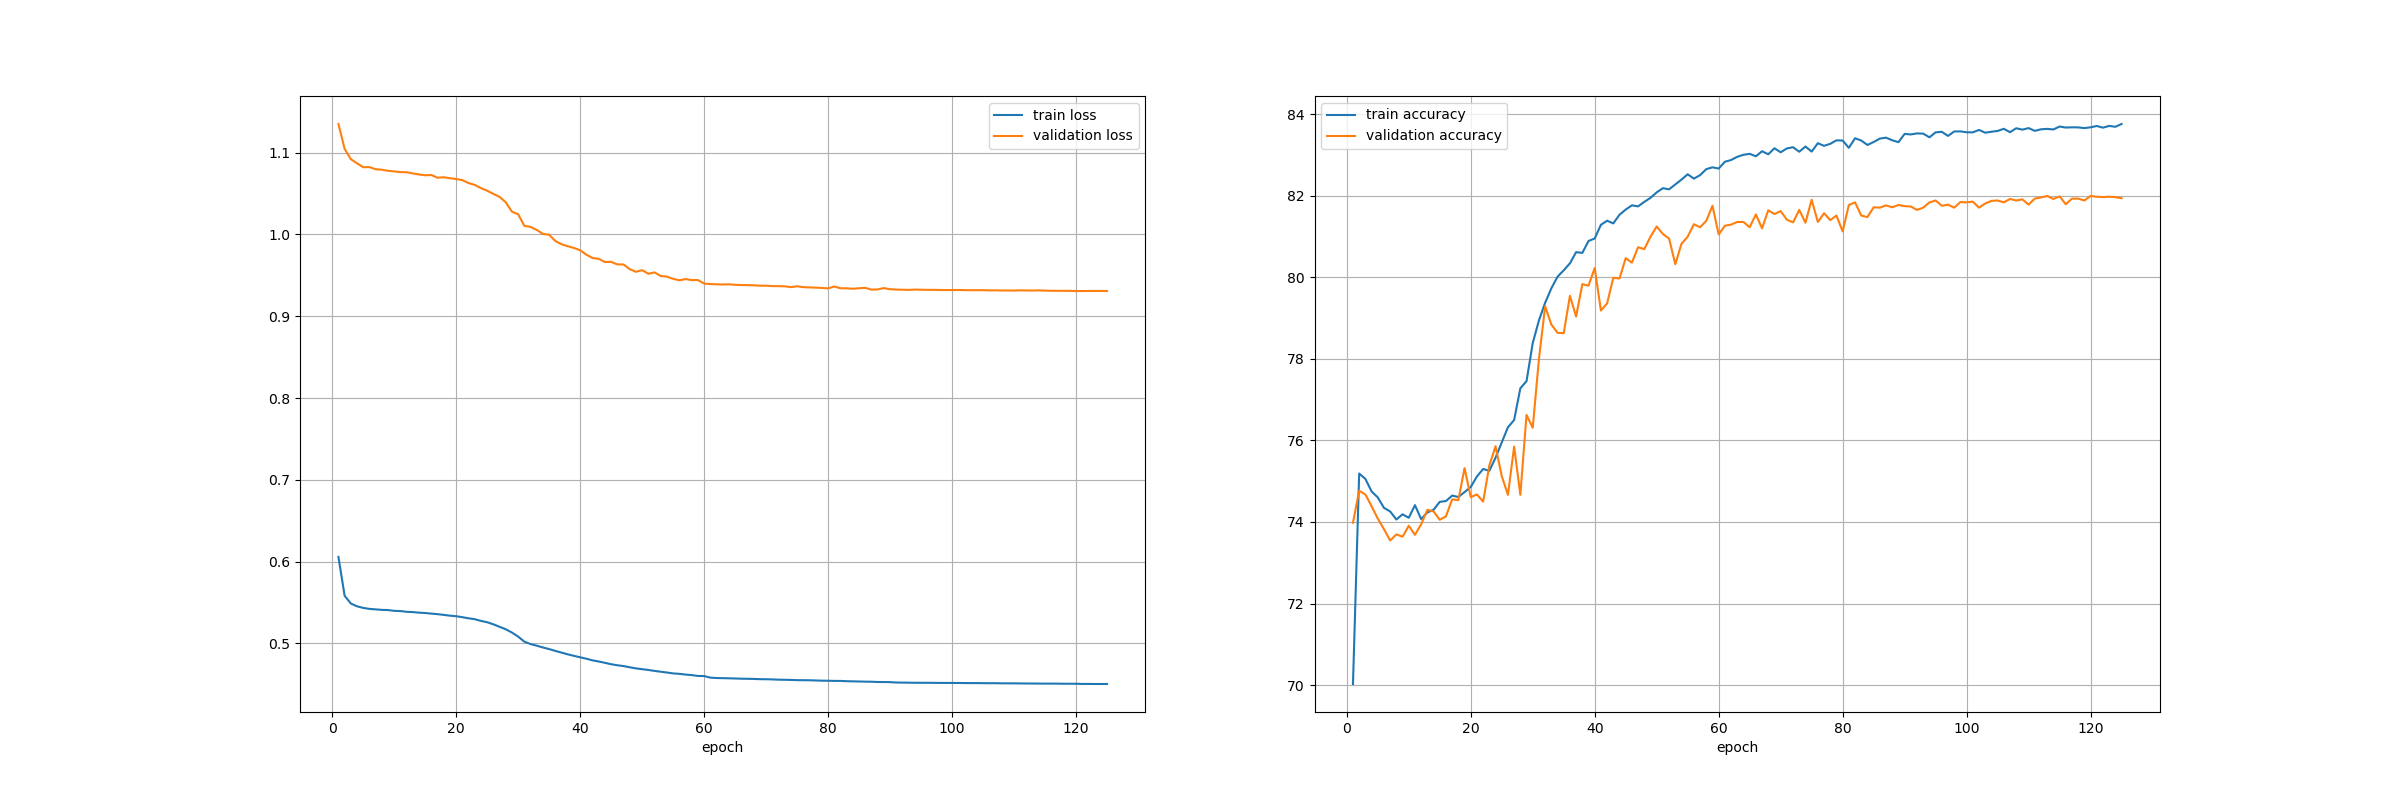 train loss
validation loss
1.1
1.0
0.9
0.8
0.7
0.6
0.5
0 20 40 60 80 100 120
epoch
train accuracy
validation accuracy
84
82
80
78
76
74
72
70
0 20 40 60 80 100 120
epoch